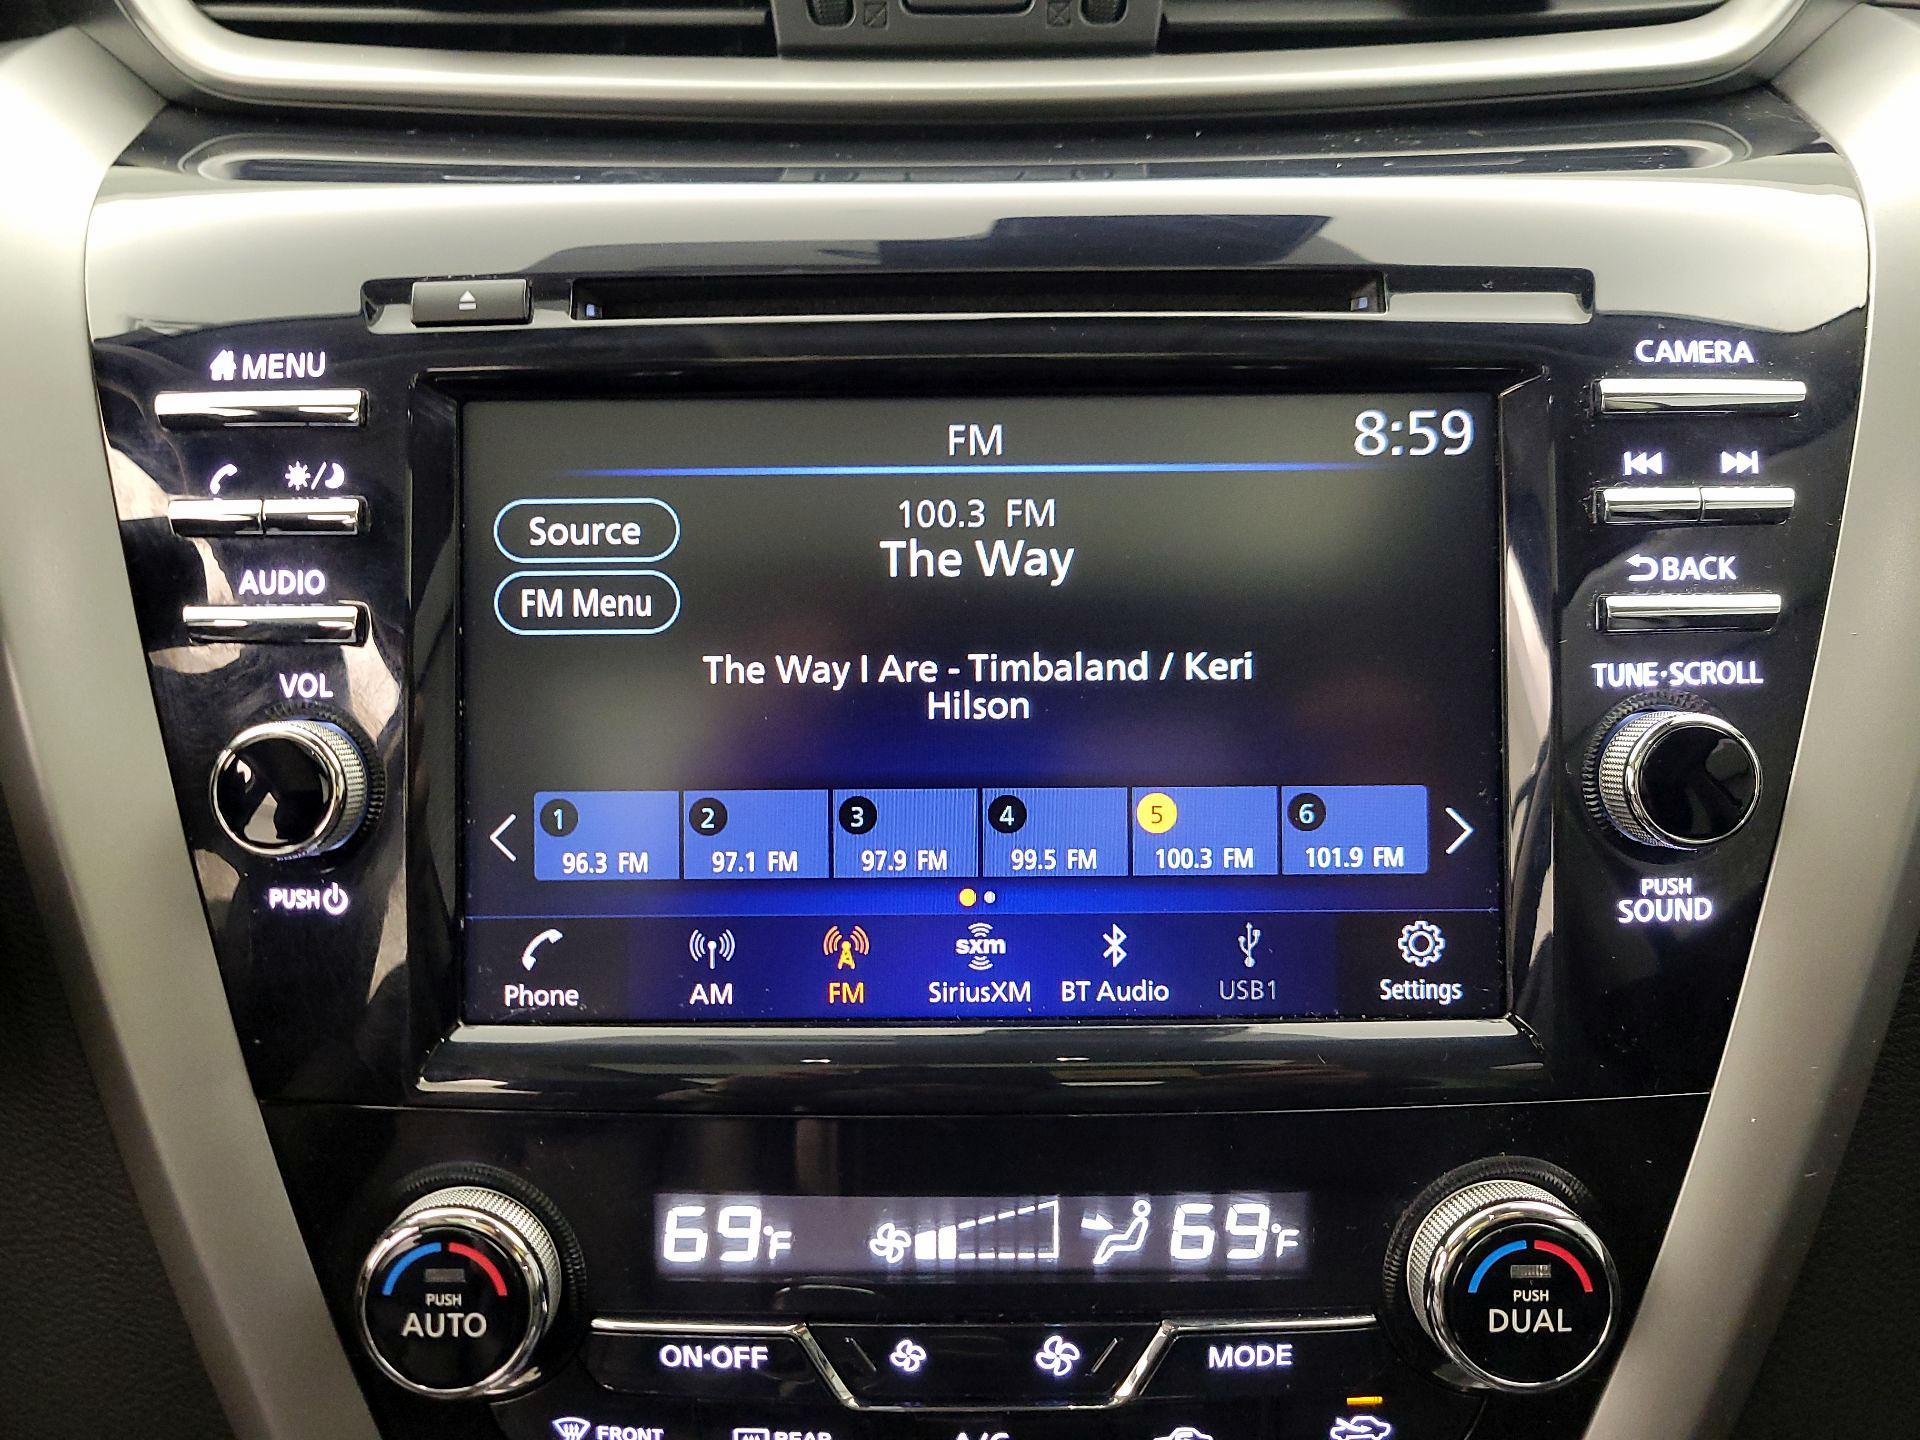 MENU
CAMERA
FM
8:59
Source
100.3 FM
The Way
FM Menu
AUDIO
BACK
The Way I Are - Timbaland / Keri
Hilson
VOL
TUNE·SCROLL
1
2
3
4
5
6
96.3 FM
97.1 FM
97.9 FM
99.5 FM
100.3 FM
101.9 FM
PUSH
PUSH
SOUND
sxm
Phone
AM
FM
SiriusXM
BT Audio
USB1
Settings
69°F
69°F
PUSH
AUTO
PUSH
DUAL
ON·OFF
MODE
FRONT
REAR
A/C